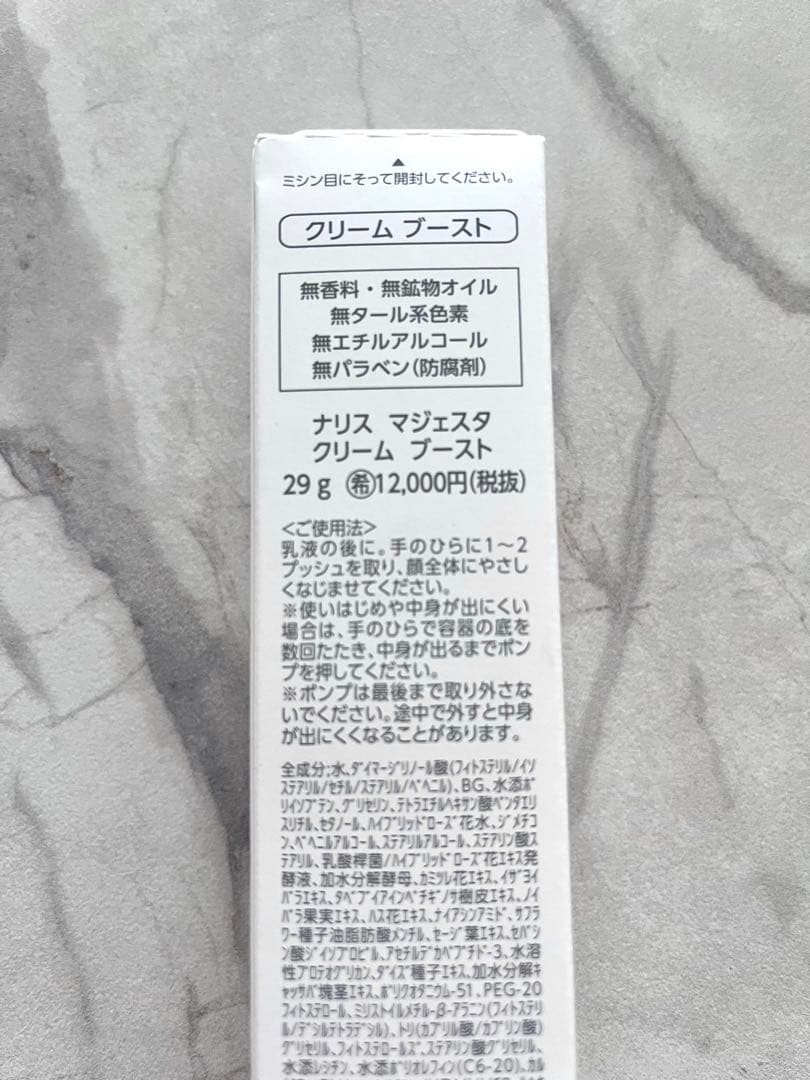 ▲
ミシン目にそって開封してください。
クリーム ブースト
無香料・無鉱物オイル
無タール系色素
無エチルアルコール
無パラベン(防腐剤)
ナリス マジェスタ
クリーム ブースト
29g ㊒12,000円(税抜)
<ご使用法>
乳液の後に。手のひらに1～2
プッシュを取り、顔全体にやさし
くなじませてください。
※使いはじめや中身が出にくい
場合は、手のひらで容器の底を
数回たたき、中身が出るまでポン
プを押してください。
※ポンプは最後まで取り外さな
いでください。途中で外すと中身
が出にくくなることがあります。
全成分:水、ダイマージリノール酸(フィトステリル/イソ
ステアリル/セチル/ステアリル/ベヘニル)、BG、水添ポ
リイソブテン、グリセリン、テトラエチルヘキサン酸ペンタエリ
スリチル、セタノール、ハイブリッドローズ花水、ジメチコ
ン、ベヘニルアルコール、ステアリルアルコール、ステアリン酸ス
テアリル、乳酸桿菌/ハイブリッドローズ花エキス発
酵液、加水分解酵母、カミツレ花エキス、イザヨイ
バラエキス、タベブイアインペチギノサ樹皮エキス、ノイ
バラ果実エキス、ハス花エキス、ナイアシンアミド、サフラ
ワー種子油脂肪酸メンチル、セージ葉エキス、セバシ
ン酸ジイソプロピル、アセチルデカペプチド-3、水溶
性プロテオグリカン、ダイズ種子エキス、加水分解キ
ャッサバ塊茎エキス、ポリクオタニウム-51、PEG-20
フィトステロール、ミリストイルメチル-β-アラニン(フィトステリ
ル/デシルテトラデシル)、トリ(カプリル酸/カプリン酸)
グリセリル、フィトステロールズ、ステアリン酸グリセリル、
水添レシチン、水添ポリオレフィン(C6-20)、カル